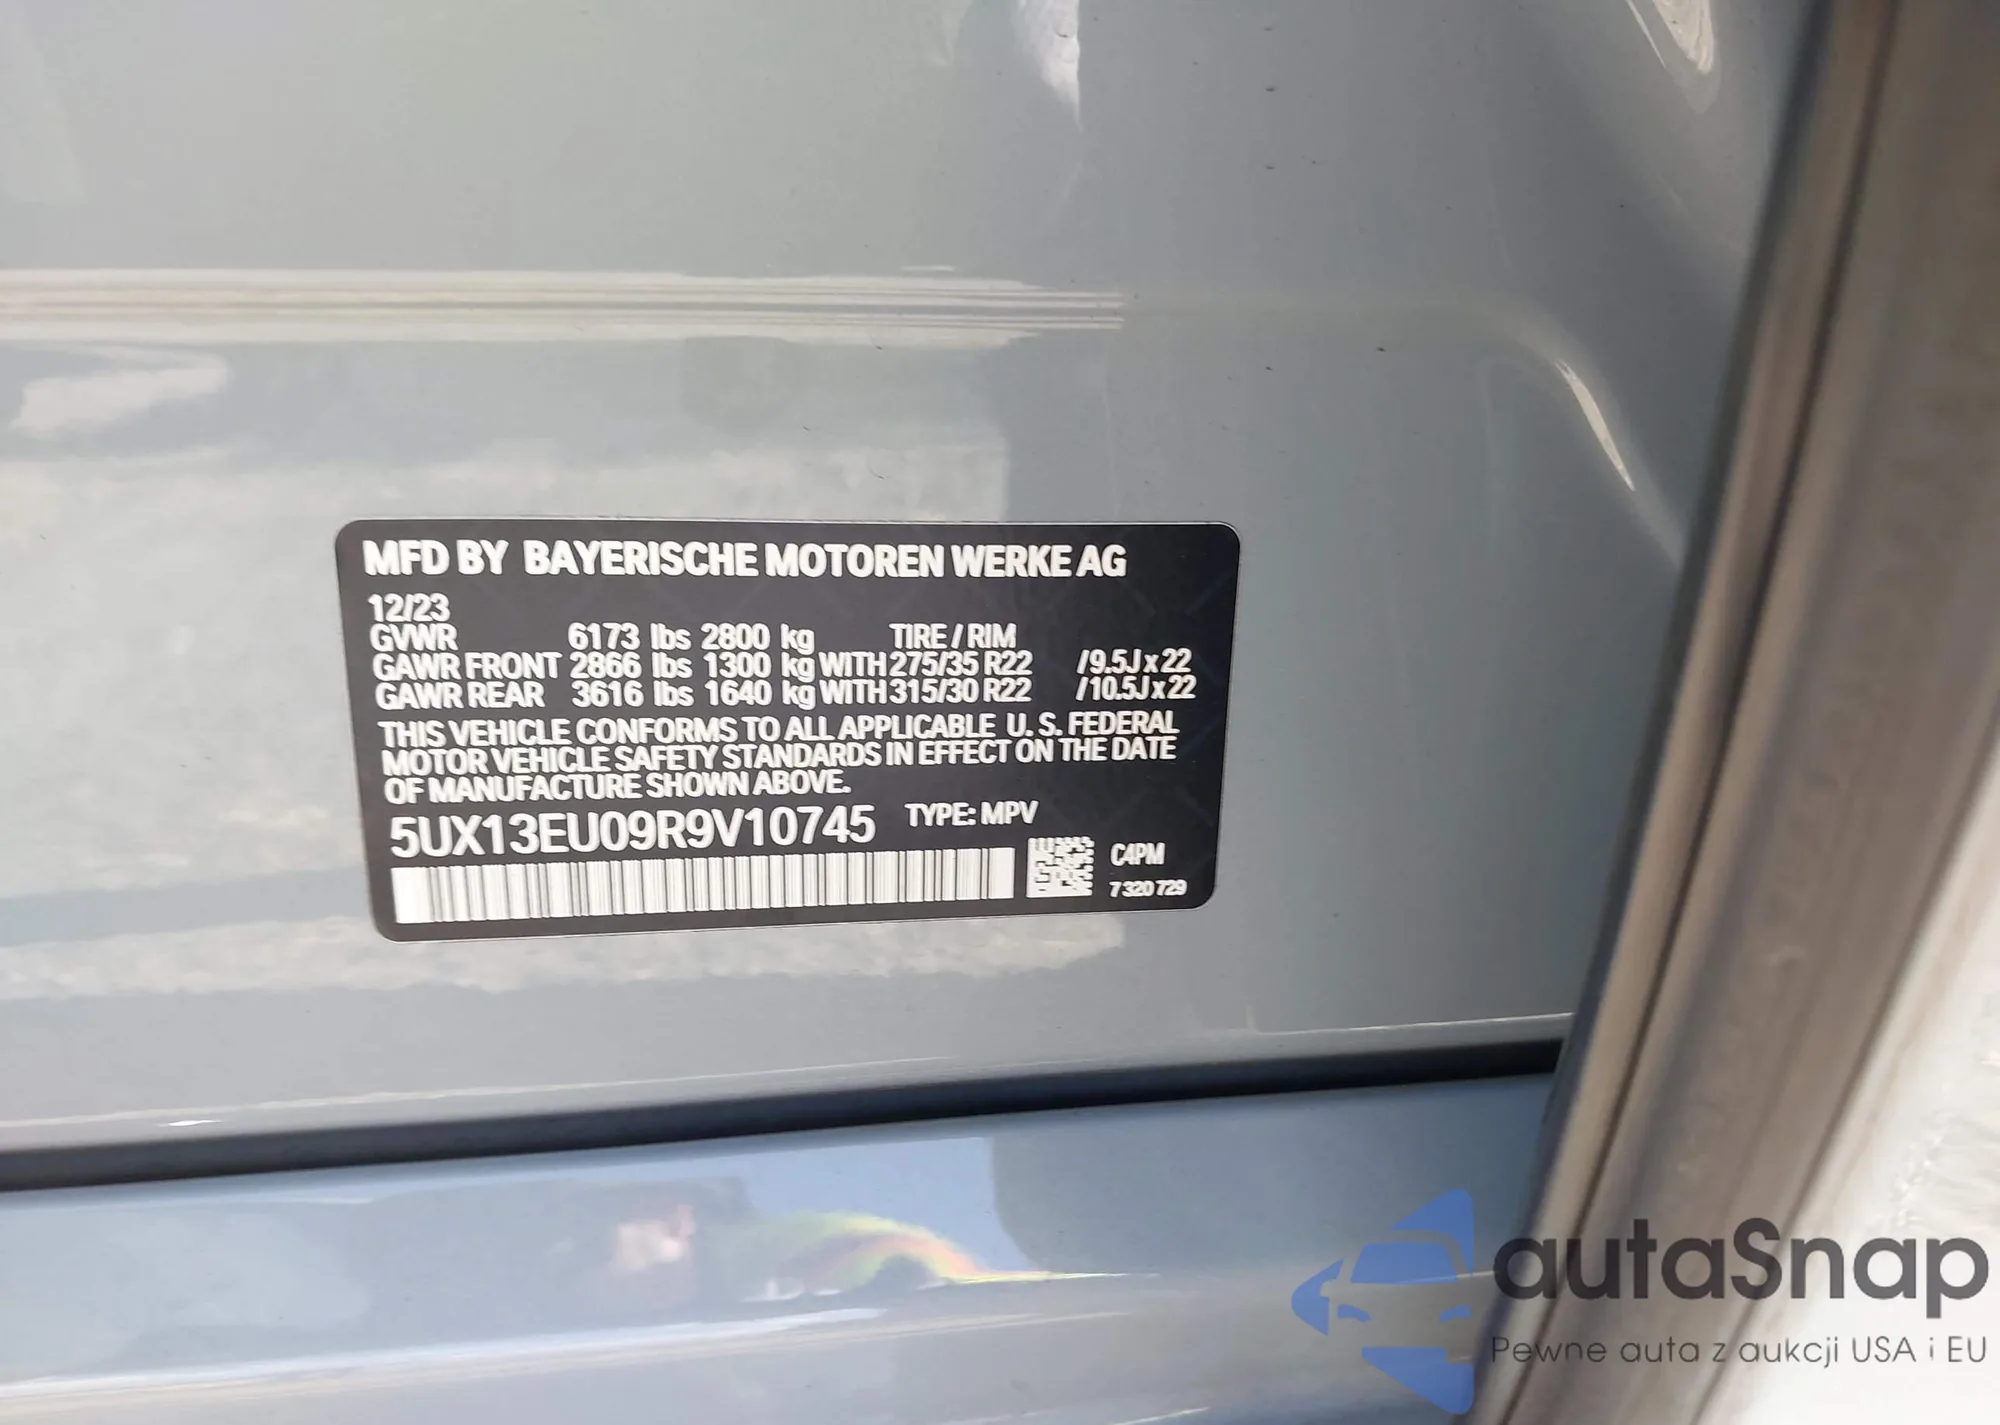 MFD BY BAYERISCHE MOTOREN WERKE AG
12/23
GVWR 6173 lbs 2800 kg TIRE / RIM
GAWR FRONT 2866 lbs 1300 kg WITH 275/35 R22 /9.5J x 22
GAWR REAR 3616 lbs 1640 kg WITH 315/30 R22 /10.5J x 22
THIS VEHICLE CONFORMS TO ALL APPLICABLE U.S. FEDERAL
MOTOR VEHICLE SAFETY STANDARDS IN EFFECT ON THE DATE
OF MANUFACTURE SHOWN ABOVE.
5UX13EU09R9V10745 TYPE: MPV
C4PM
7 320 729
autaSnap
Pewne auta z aukcji USA i EU